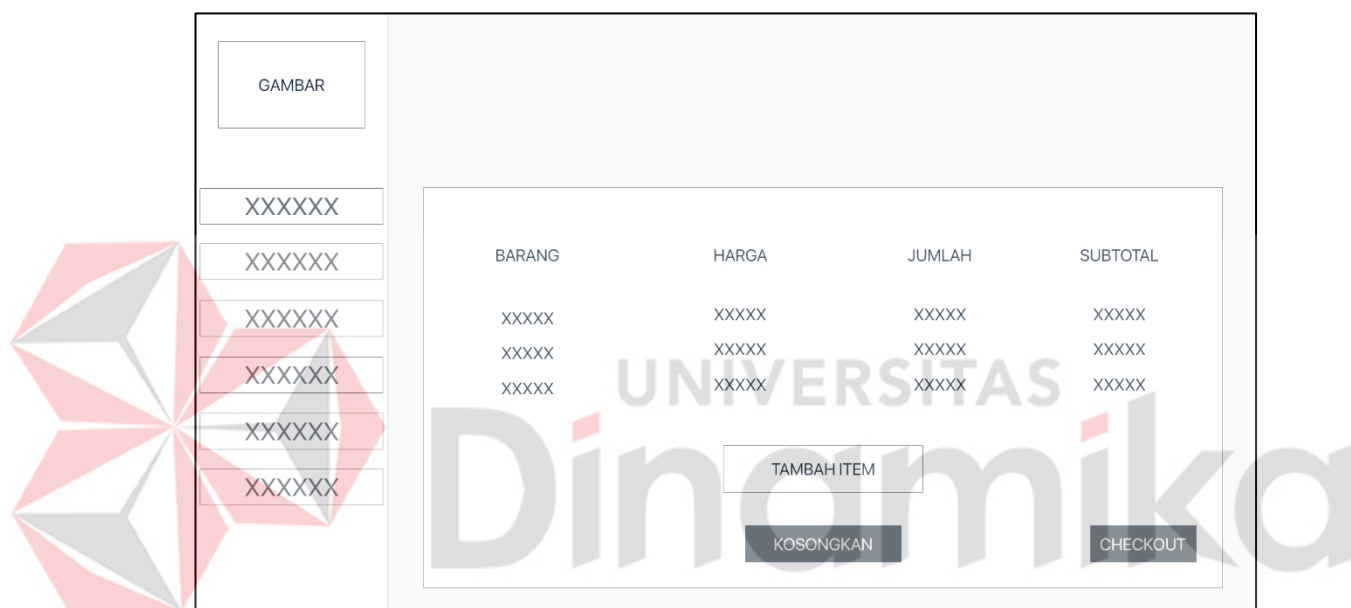 GAMBAR
XXXXXX
XXXXXX
XXXXXX
XXXXXX
XXXXXX
XXXXXX
BARANG HARGA JUMLAH SUBTOTAL
XXXXX XXXXX XXXXX XXXXX
XXXXX XXXXX XXXXX XXXXX
XXXXX XXXXX XXXXX XXXXX
TAMBAH ITEM
KOSONGKAN CHECKOUT
UNIVERSITAS
Dinamika